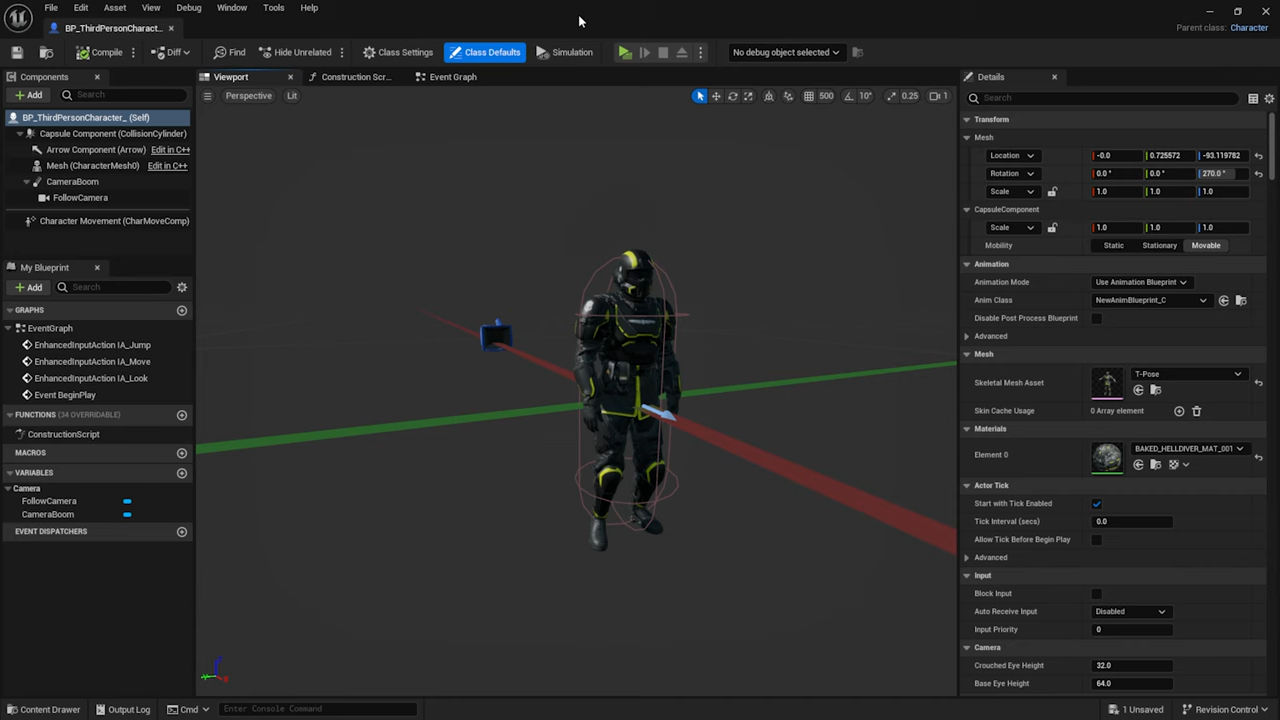 File Edit Asset View Debug Window Tools Help
BP_ThirdPersonCharact...
Parent class: Character
Compile Diff Find Hide Unrelated Class Settings Class Defaults Simulation No debug object selected
Components
Add Search
BP_ThirdPersonCharacter_ (Self)
Capsule Component (CollisionCylinder)
Arrow Component (Arrow) Edit in C++
Mesh (CharacterMesh0) Edit in C++
CameraBoom
FollowCamera
Character Movement (CharMoveComp)
My Blueprint
Add Search
GRAPHS
EventGraph
EnhancedInputAction IA_Jump
EnhancedInputAction IA_Move
EnhancedInputAction IA_Look
Event BeginPlay
FUNCTIONS (34 OVERRIDABLE)
ConstructionScript
MACROS
VARIABLES
Camera
FollowCamera
CameraBoom
EVENT DISPATCHERS
Viewport Construction Scr... Event Graph
Perspective Lit 500 10° 0.25 1
Details
Search
Transform
Mesh
Location -0.0 0.725572 -93.119782
Rotation 0.0 ° 0.0 ° 270.0 °
Scale 1.0 1.0 1.0
CapsuleComponent
Scale 1.0 1.0 1.0
Mobility Static Stationary Movable
Animation
Animation Mode Use Animation Blueprint
Anim Class NewAnimBlueprint_C
Disable Post Process Blueprint
Advanced
Mesh
Skeletal Mesh Asset T-Pose
Skin Cache Usage 0 Array element
Materials
Element 0 BAKED_HELLDIVER_MAT_001
Actor Tick
Start with Tick Enabled
Tick Interval (secs) 0.0
Allow Tick Before Begin Play
Advanced
Input
Block Input
Auto Receive Input Disabled
Input Priority 0
Camera
Crouched Eye Height 32.0
Base Eye Height 64.0
Content Drawer Output Log Cmd Enter Console Command 1 Unsaved Revision Control